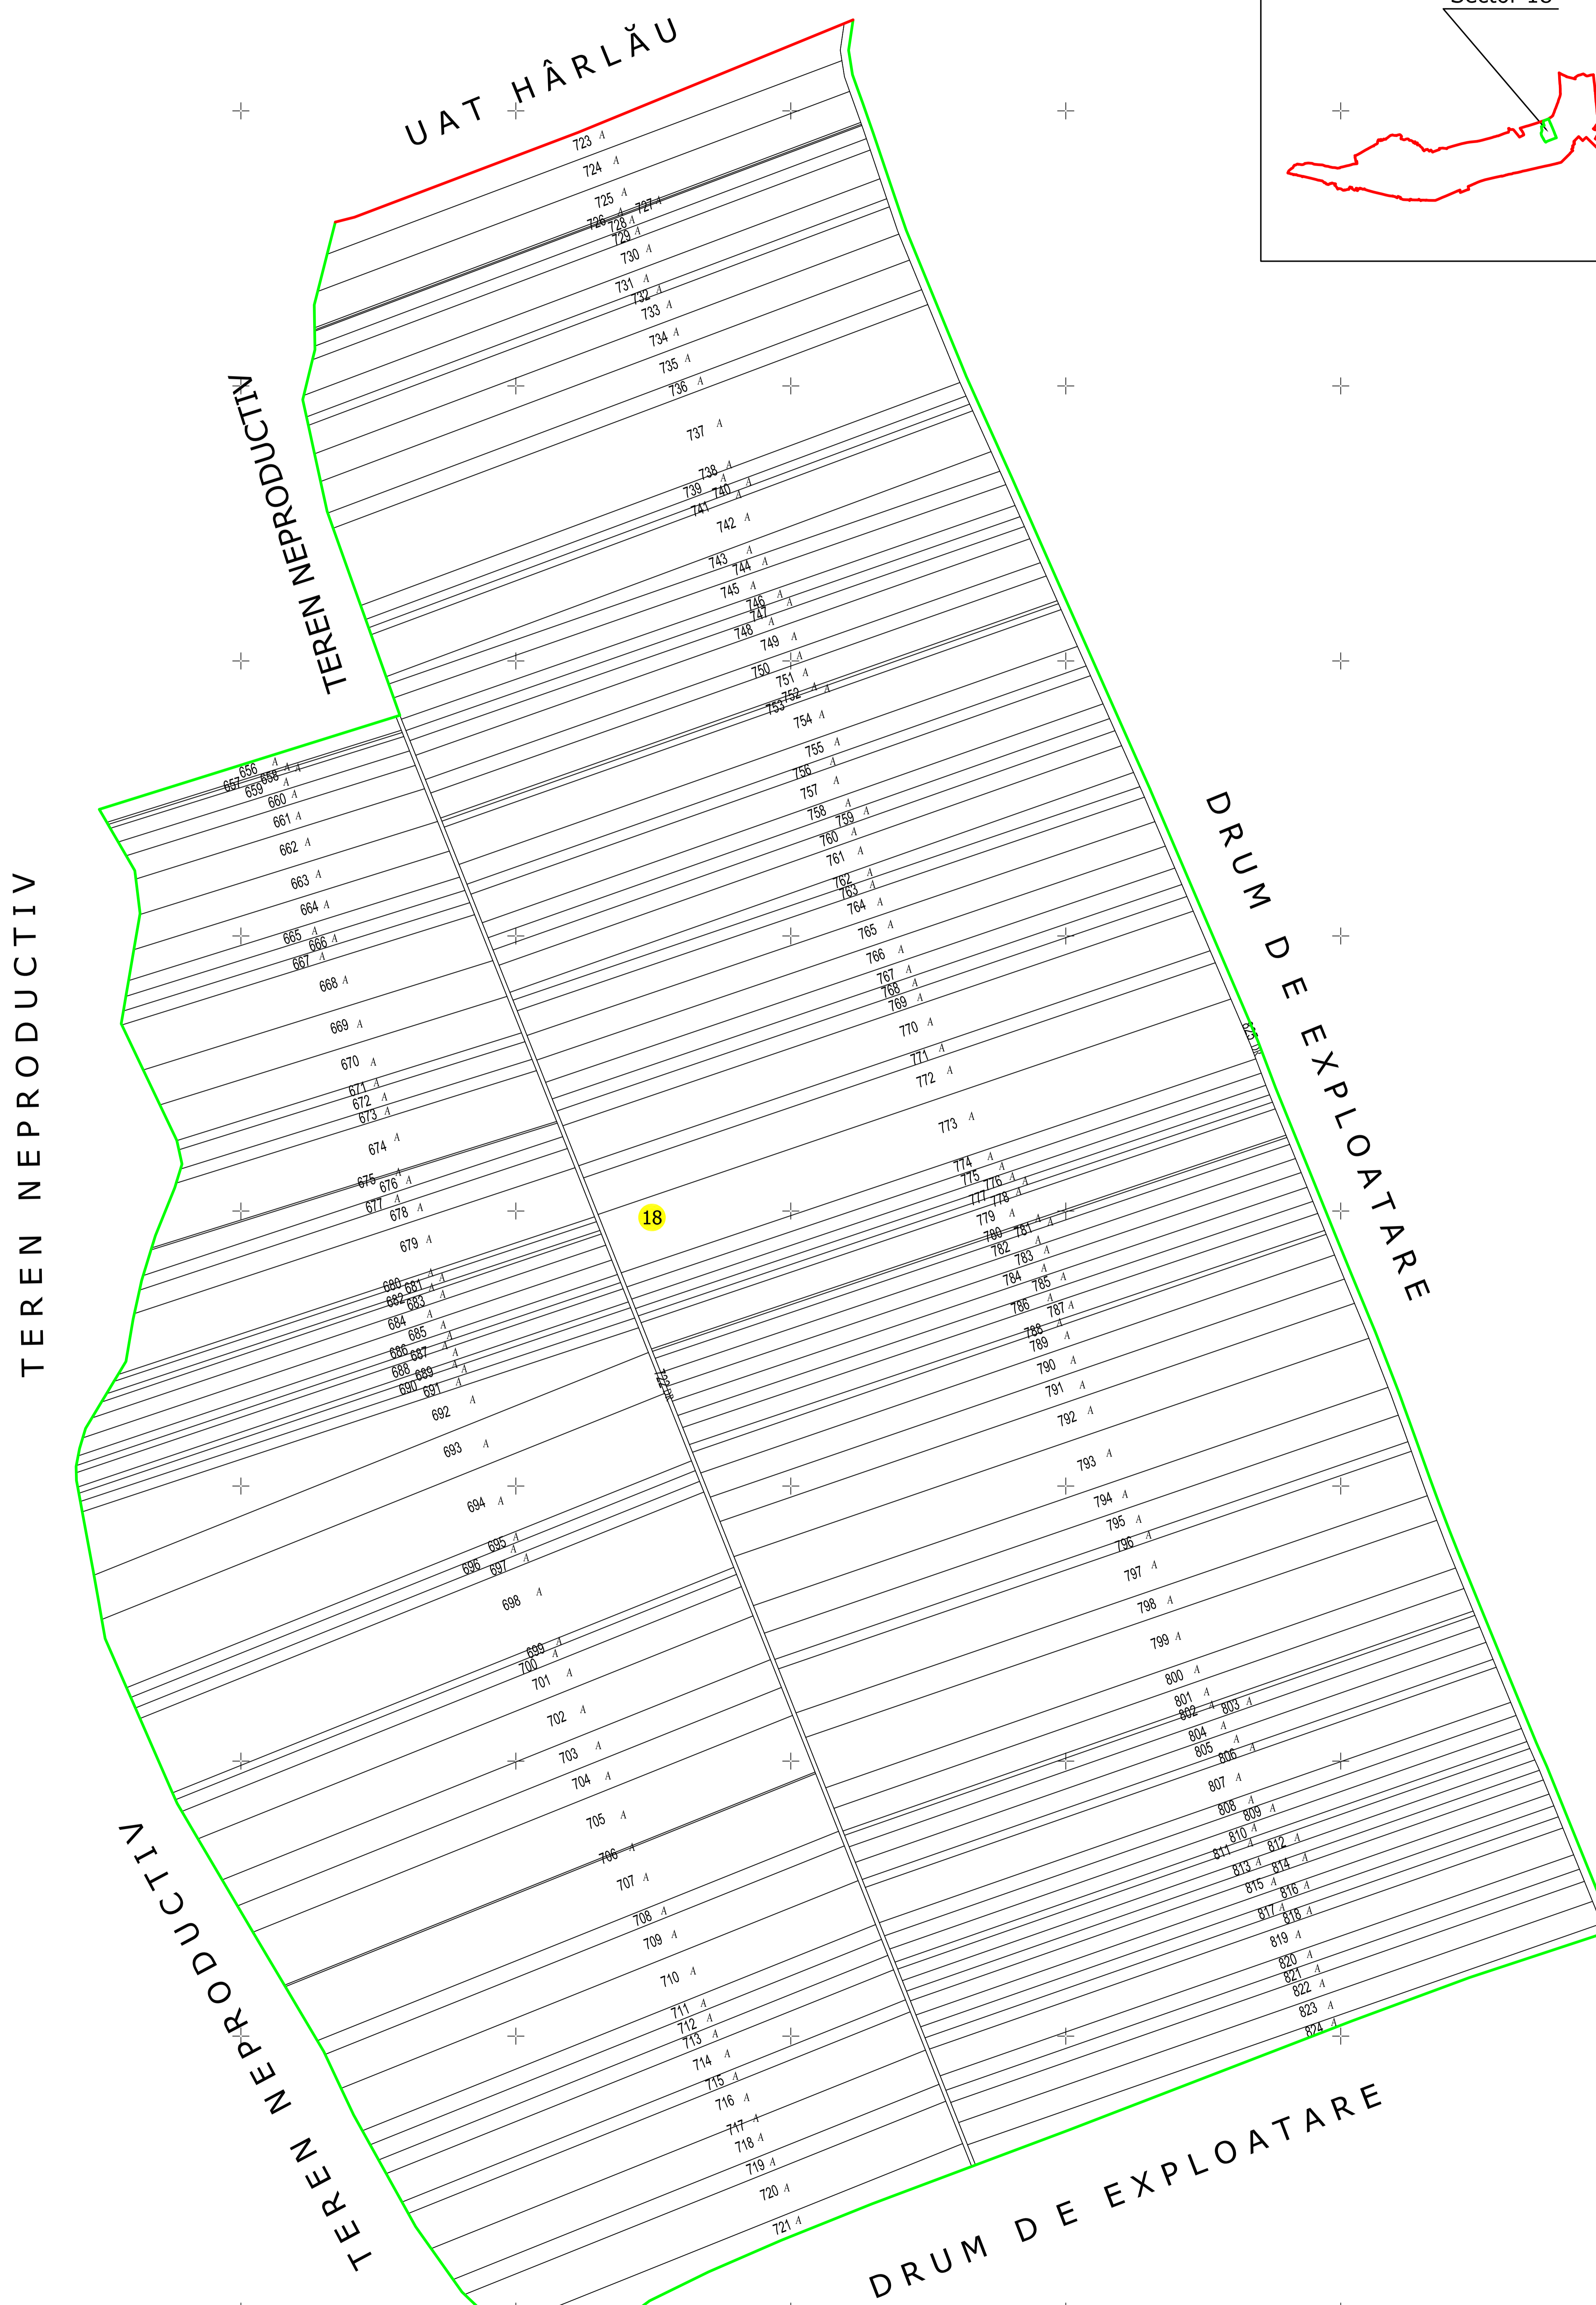 Sector 18
UAT HÂRLĂU
723 A
724 A
725 A
726 A
727 A
728 A
729 A
730 A
731 A
732 A
733 A
734 A
735 A
736 A
737 A
738 A
739 A
740 A
741 A
742 A
743 A
744 A
745 A
746 A
747 A
748 A
749 A
750 A
751 A
752 A
753 A
754 A
755 A
756 A
757 A
758 A
759 A
760 A
761 A
762 A
763 A
764 A
765 A
766 A
767 A
768 A
769 A
770 A
771 A
772 A
773 A
774 A
775 A
776 A
777 A
778 A
779 A
780 A
781 A
782 A
783 A
784 A
785 A
786 A
787 A
788 A
789 A
790 A
791 A
792 A
793 A
794 A
795 A
796 A
797 A
798 A
799 A
800 A
801 A
802 A
803 A
804 A
805 A
806 A
807 A
808 A
809 A
810 A
811 A
812 A
813 A
814 A
815 A
816 A
817 A
818 A
819 A
820 A
821 A
822 A
823 A
824 A
TEREN NEPRODUCTIV
656 A
657 A
658 A
659 A
660 A
661 A
662 A
663 A
664 A
665 A
666 A
667 A
668 A
669 A
670 A
671 A
672 A
673 A
674 A
675 A
676 A
677 A
678 A
679 A
680 A
681 A
682 A
683 A
684 A
685 A
686 A
687 A
688 A
689 A
690 A
691 A
692 A
693 A
694 A
695 A
696 A
697 A
698 A
699 A
700 A
701 A
702 A
703 A
704 A
705 A
706 A
707 A
708 A
709 A
710 A
711 A
712 A
713 A
714 A
715 A
716 A
717 A
718 A
719 A
720 A
721 A
18
TEREN NEPRODUCTIV
TEREN NEPRODUCTIV
DRUM DE EXPLOATARE
DRUM DE EXPLOATARE